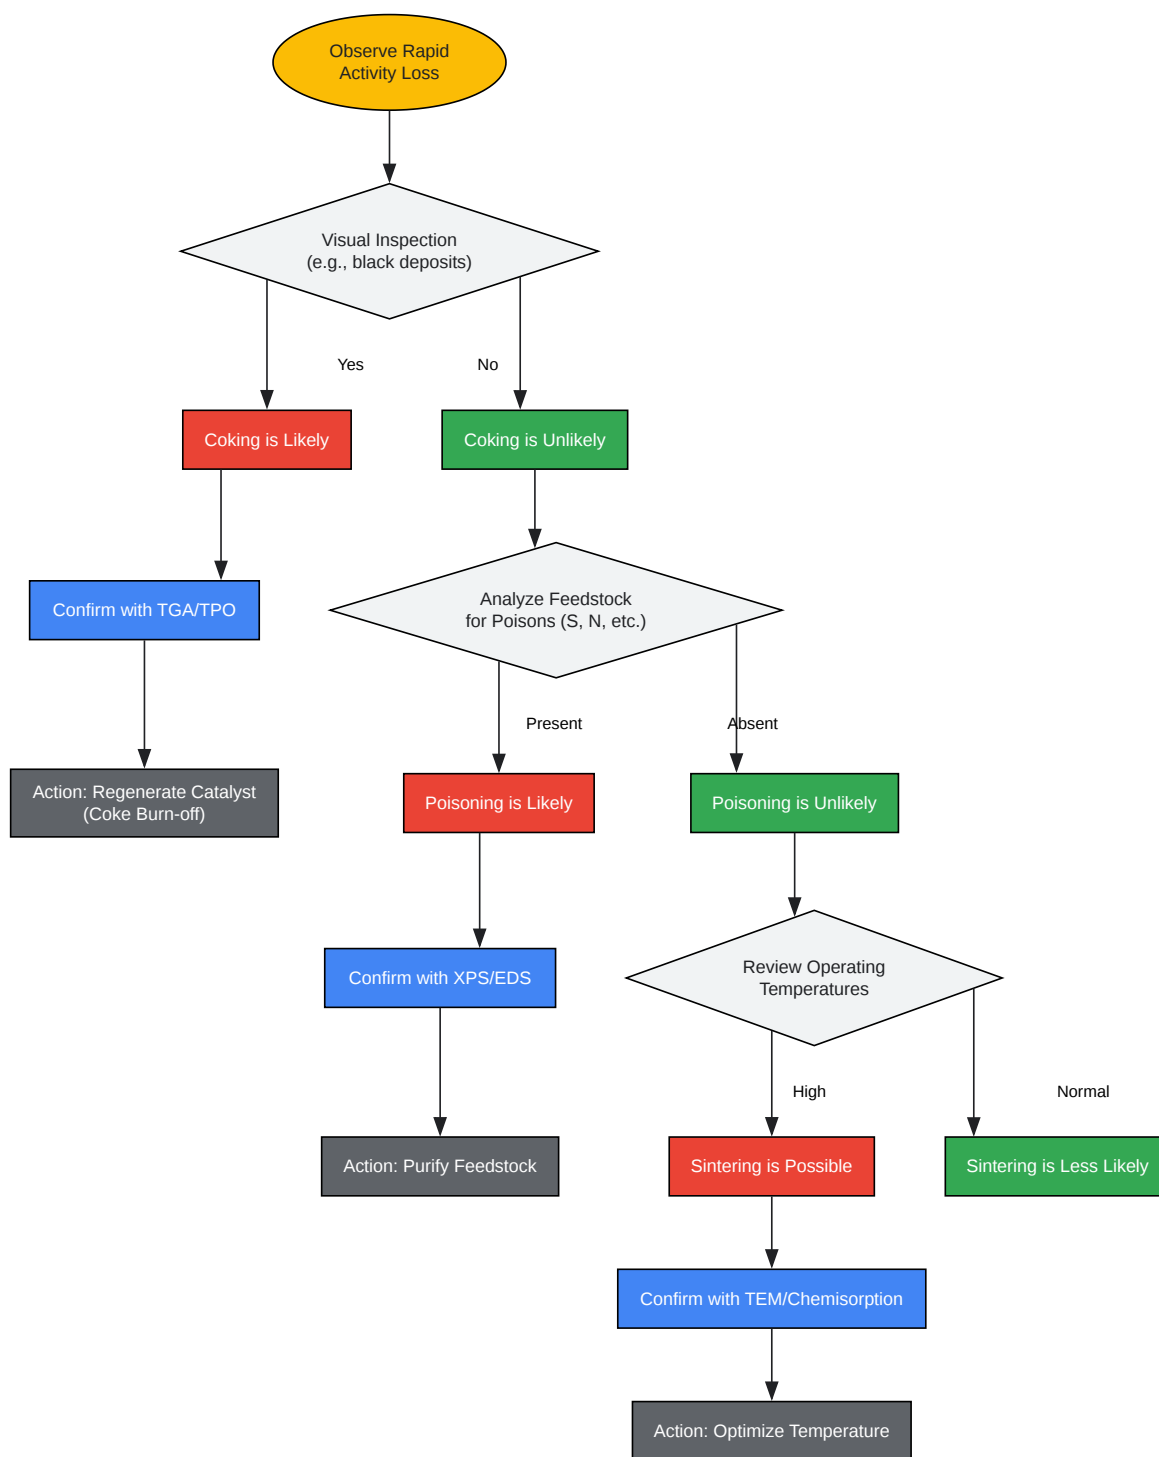 Observe Rapid
Activity Loss
Visual Inspection
(e.g., black deposits)
Yes
No
Coking is Likely
Coking is Unlikely
Confirm with TGA/TPO
Analyze Feedstock
for Poisons (S, N, etc.)
Present
Absent
Action: Regenerate Catalyst
(Coke Burn-off)
Poisoning is Likely
Poisoning is Unlikely
Confirm with XPS/EDS
Review Operating
Temperatures
High
Normal
Action: Purify Feedstock
Sintering is Possible
Sintering is Less Likely
Confirm with TEM/Chemisorption
Action: Optimize Temperature